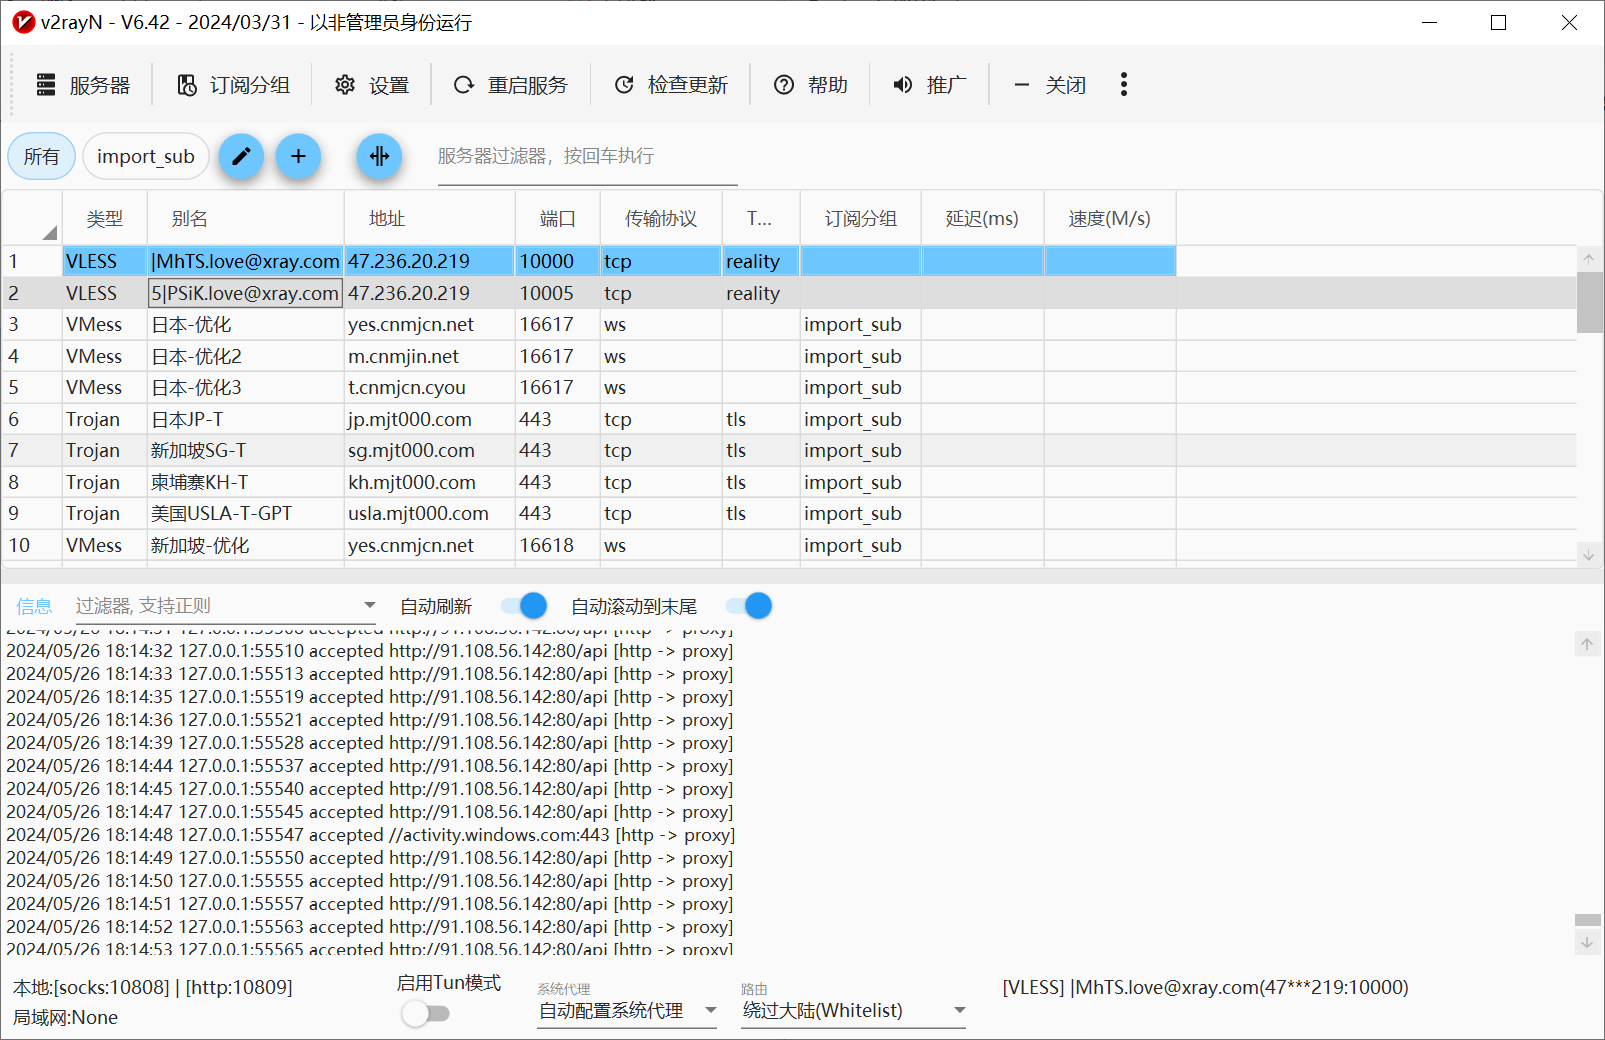 v2rayN - V6.42 - 2024/03/31 - 以非管理员身份运行
服务器 订阅分组 设置 重启服务 检查更新 帮助 推广 关闭
所有 import_sub 服务器过滤器，按回车执行
类型 别名 地址 端口 传输协议 T... 订阅分组 延迟(ms) 速度(M/s)
1 VLESS |MhTS.love@xray.com 47.236.20.219 10000 tcp reality
2 VLESS 5|PSiK.love@xray.com 47.236.20.219 10005 tcp reality
3 VMess 日本-优化 yes.cnmjcn.net 16617 ws import_sub
4 VMess 日本-优化2 m.cnmjin.net 16617 ws import_sub
5 VMess 日本-优化3 t.cnmjcn.cyou 16617 ws import_sub
6 Trojan 日本JP-T jp.mjt000.com 443 tcp tls import_sub
7 Trojan 新加坡SG-T sg.mjt000.com 443 tcp tls import_sub
8 Trojan 柬埔寨KH-T kh.mjt000.com 443 tcp tls import_sub
9 Trojan 美国USLA-T-GPT usla.mjt000.com 443 tcp tls import_sub
10 VMess 新加坡-优化 yes.cnmjcn.net 16618 ws import_sub
信息 过滤器, 支持正则 自动刷新 自动滚动到末尾
2024/05/26 18:14:31 127.0.0.1:55508 accepted http://91.108.56.142:80/api [http -> proxy]
2024/05/26 18:14:32 127.0.0.1:55510 accepted http://91.108.56.142:80/api [http -> proxy]
2024/05/26 18:14:33 127.0.0.1:55513 accepted http://91.108.56.142:80/api [http -> proxy]
2024/05/26 18:14:35 127.0.0.1:55519 accepted http://91.108.56.142:80/api [http -> proxy]
2024/05/26 18:14:36 127.0.0.1:55521 accepted http://91.108.56.142:80/api [http -> proxy]
2024/05/26 18:14:39 127.0.0.1:55528 accepted http://91.108.56.142:80/api [http -> proxy]
2024/05/26 18:14:44 127.0.0.1:55537 accepted http://91.108.56.142:80/api [http -> proxy]
2024/05/26 18:14:45 127.0.0.1:55540 accepted http://91.108.56.142:80/api [http -> proxy]
2024/05/26 18:14:47 127.0.0.1:55545 accepted http://91.108.56.142:80/api [http -> proxy]
2024/05/26 18:14:48 127.0.0.1:55547 accepted //activity.windows.com:443 [http -> proxy]
2024/05/26 18:14:49 127.0.0.1:55550 accepted http://91.108.56.142:80/api [http -> proxy]
2024/05/26 18:14:50 127.0.0.1:55555 accepted http://91.108.56.142:80/api [http -> proxy]
2024/05/26 18:14:51 127.0.0.1:55557 accepted http://91.108.56.142:80/api [http -> proxy]
2024/05/26 18:14:52 127.0.0.1:55563 accepted http://91.108.56.142:80/api [http -> proxy]
2024/05/26 18:14:53 127.0.0.1:55565 accepted http://91.108.56.142:80/api [http -> proxy]
本地:[socks:10808] | [http:10809]
局域网:None
启用Tun模式
系统代理
自动配置系统代理
路由
绕过大陆(Whitelist)
[VLESS] |MhTS.love@xray.com(47***219:10000)